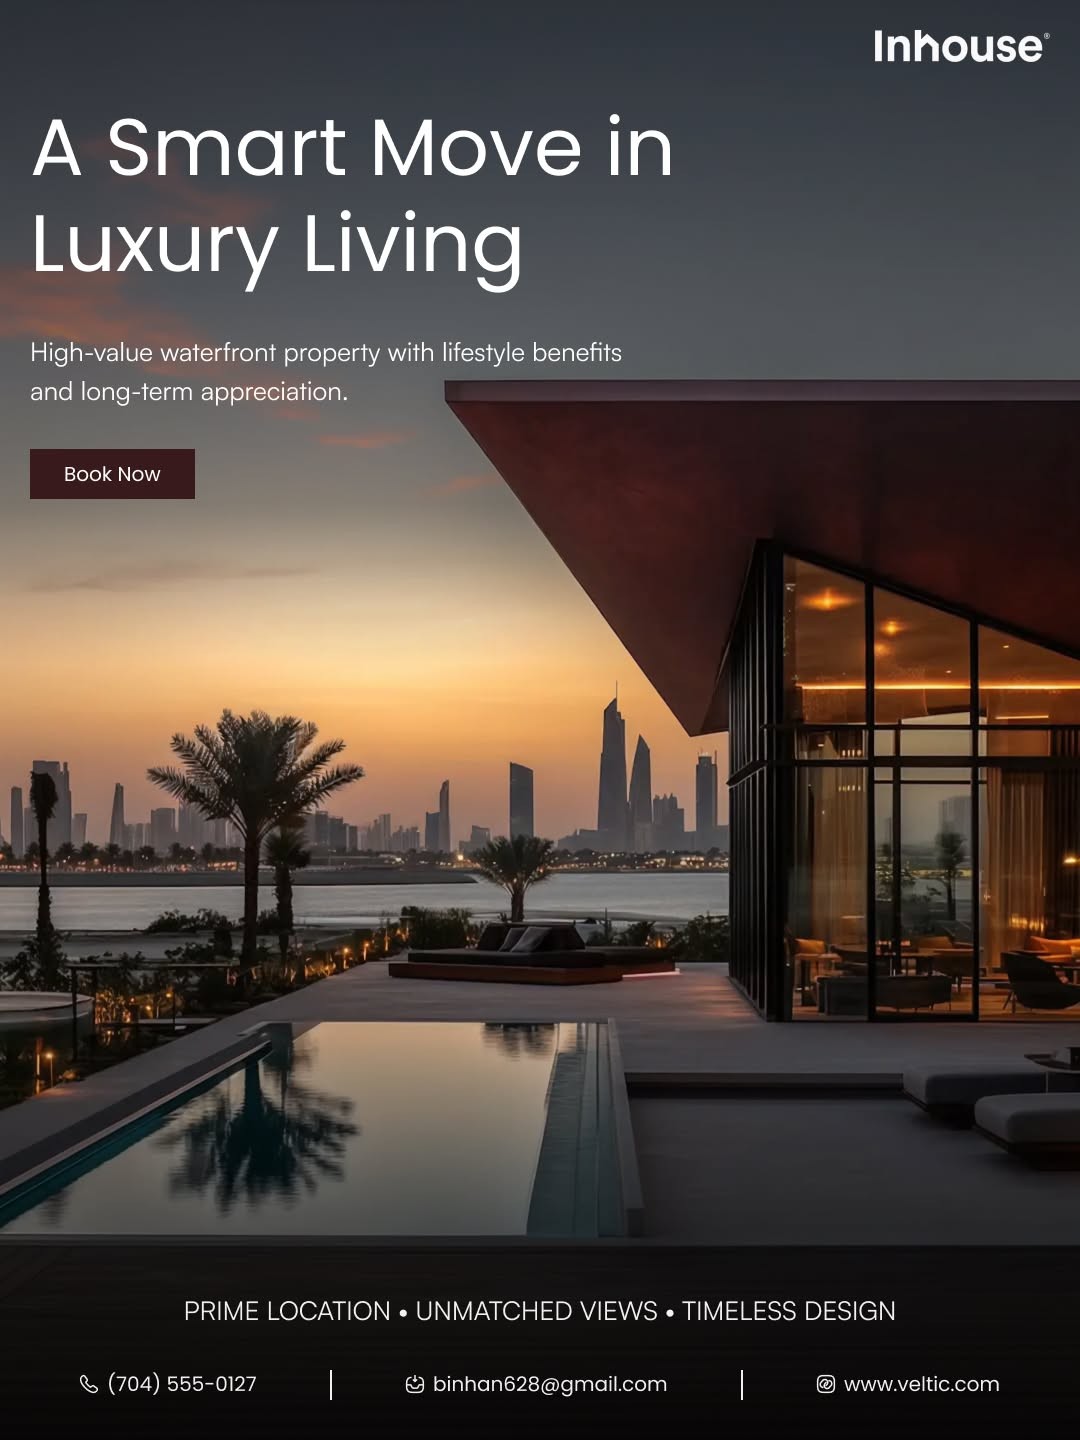 Inhouse®
A Smart Move in
Luxury Living
High-value waterfront property with lifestyle benefits
and long-term appreciation.
Book Now
PRIME LOCATION • UNMATCHED VIEWS • TIMELESS DESIGN
(704) 555-0127
binhan628@gmail.com
www.veltic.com